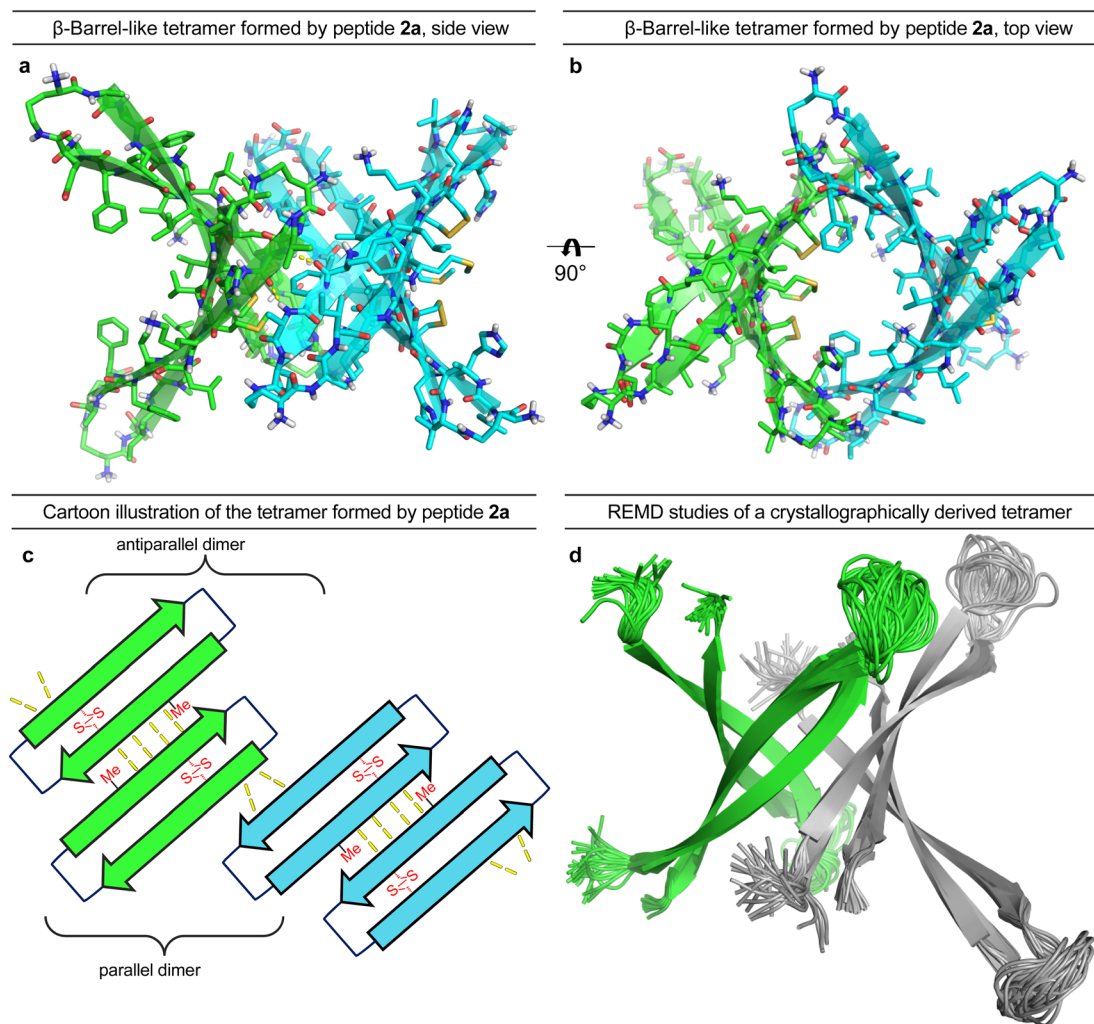 β-Barrel-like tetramer formed by peptide 2a, side view
β-Barrel-like tetramer formed by peptide 2a, top view
a
b
90°
Cartoon illustration of the tetramer formed by peptide 2a
REMD studies of a crystallographically derived tetramer
c
antiparallel dimer
d
S
S
Me
S
S
Me
S
S
Me
Me
S
S
parallel dimer